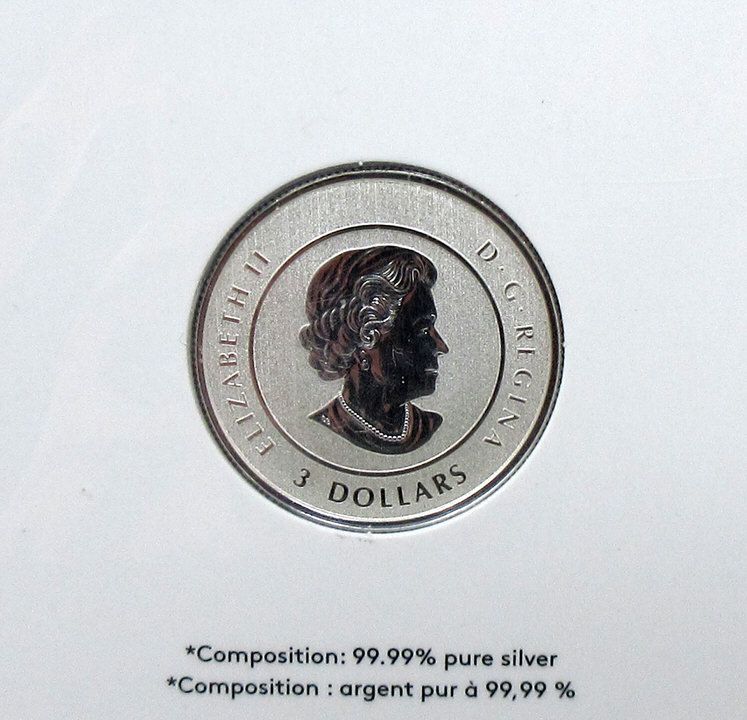 ELIZABETH II
D·G·REGINA
3 DOLLARS
*Composition: 99.99% pure silver
*Composition : argent pur à 99,99 %